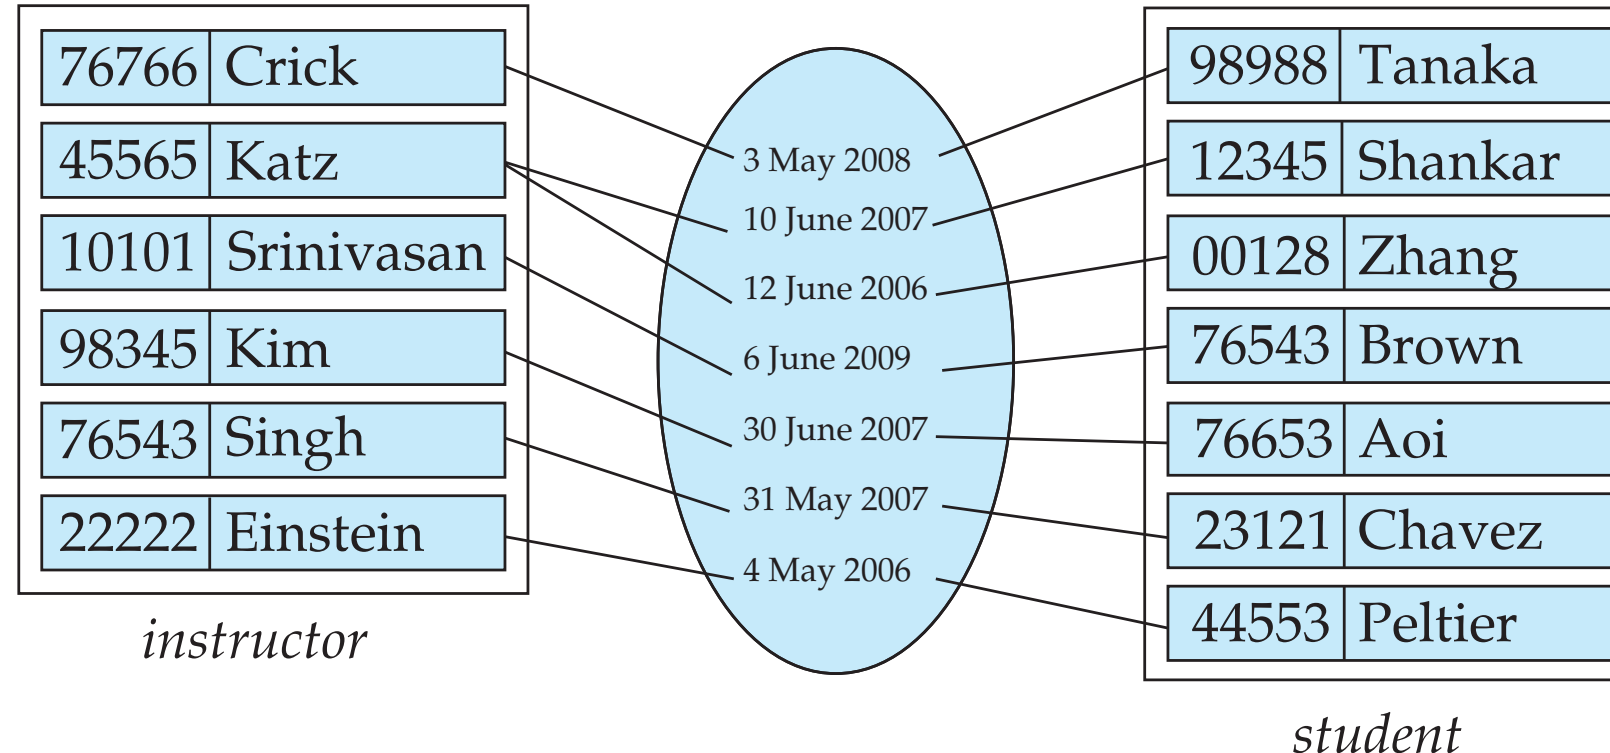 76766 Crick
45565 Katz
10101 Srinivasan
98345 Kim
76543 Singh
22222 Einstein
instructor
3 May 2008
10 June 2007
12 June 2006
6 June 2009
30 June 2007
31 May 2007
4 May 2006
98988 Tanaka
12345 Shankar
00128 Zhang
76543 Brown
76653 Aoi
23121 Chavez
44553 Peltier
student